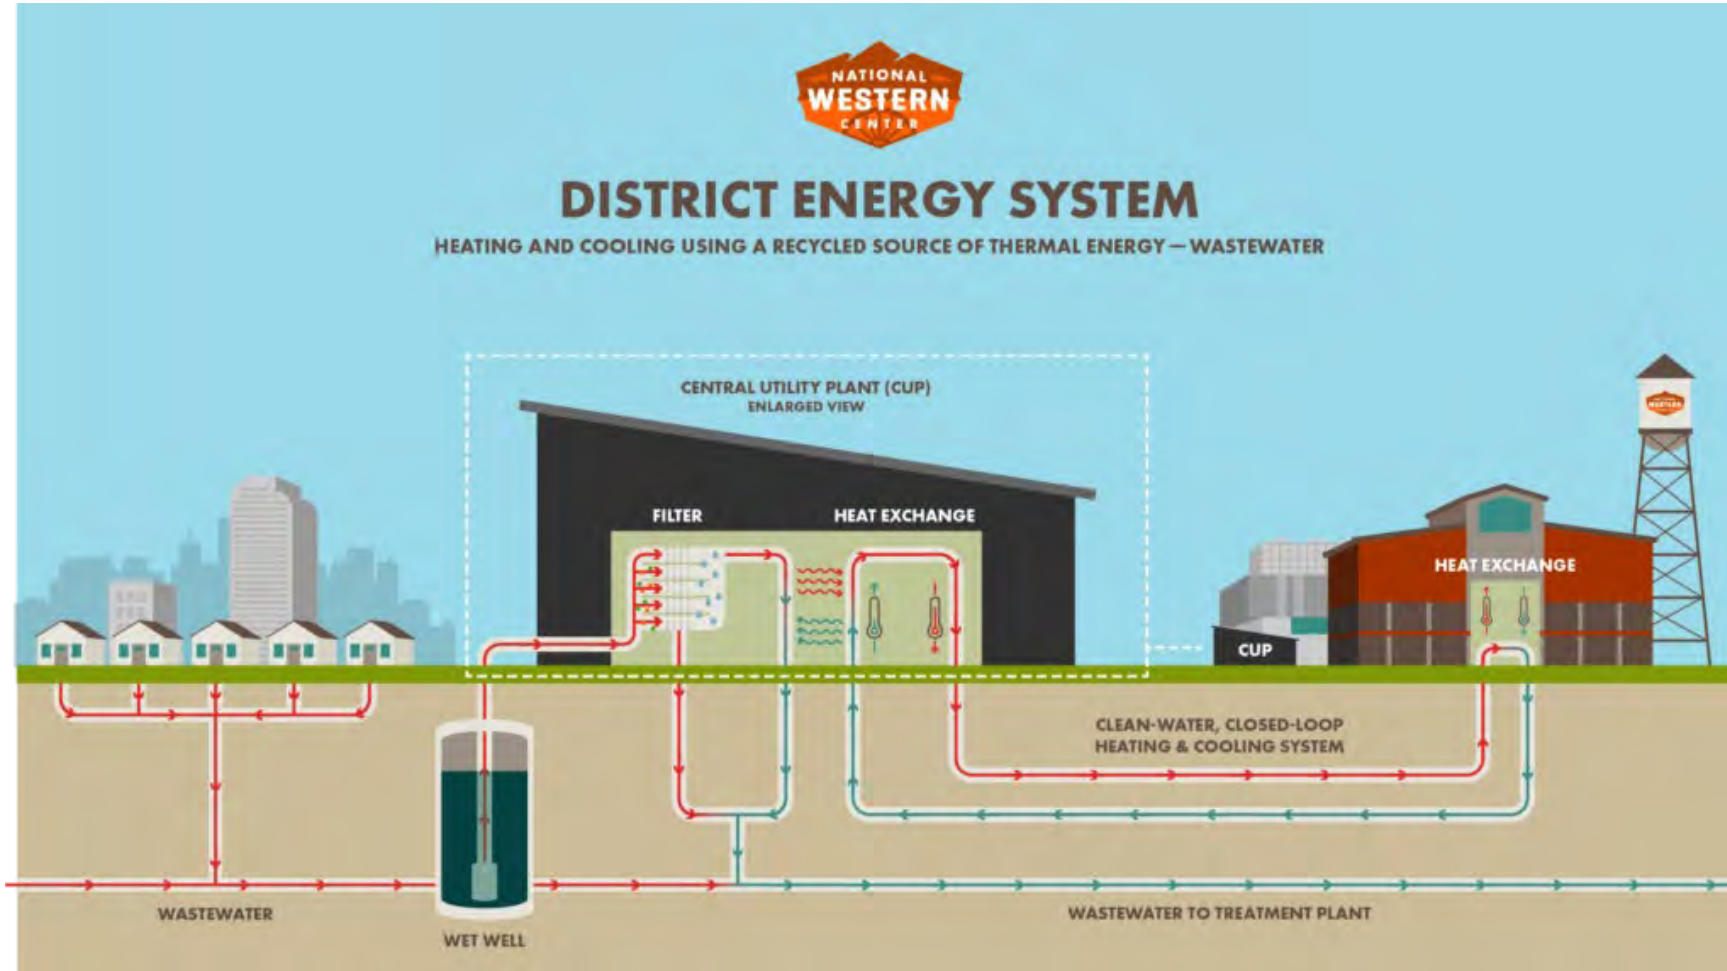 NATIONAL
WESTERN
CENTER
DISTRICT ENERGY SYSTEM
HEATING AND COOLING USING A RECYCLED SOURCE OF THERMAL ENERGY — WASTEWATER
CENTRAL UTILITY PLANT (CUP)
ENLARGED VIEW
FILTER
HEAT EXCHANGE
WESTERN
HEAT EXCHANGE
CUP
CLEAN-WATER, CLOSED-LOOP
HEATING & COOLING SYSTEM
WASTEWATER
WET WELL
WASTEWATER TO TREATMENT PLANT